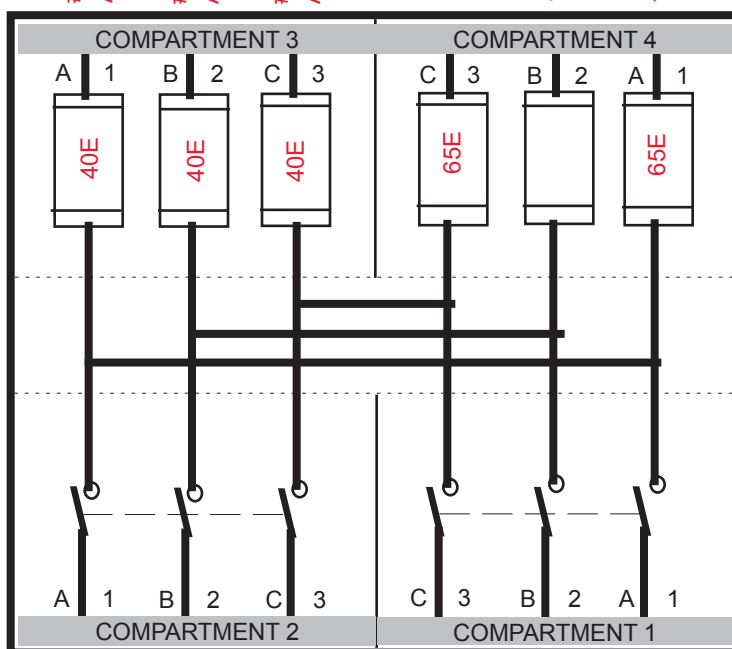 COMPARTMENT 3 COMPARTMENT 4
A 1 B 2 C 3 C 3 B 2 A 1
40E 40E 40E 65E 65E
A 1 B 2 C 3 C 3 B 2 A 1
COMPARTMENT 2 COMPARTMENT 1